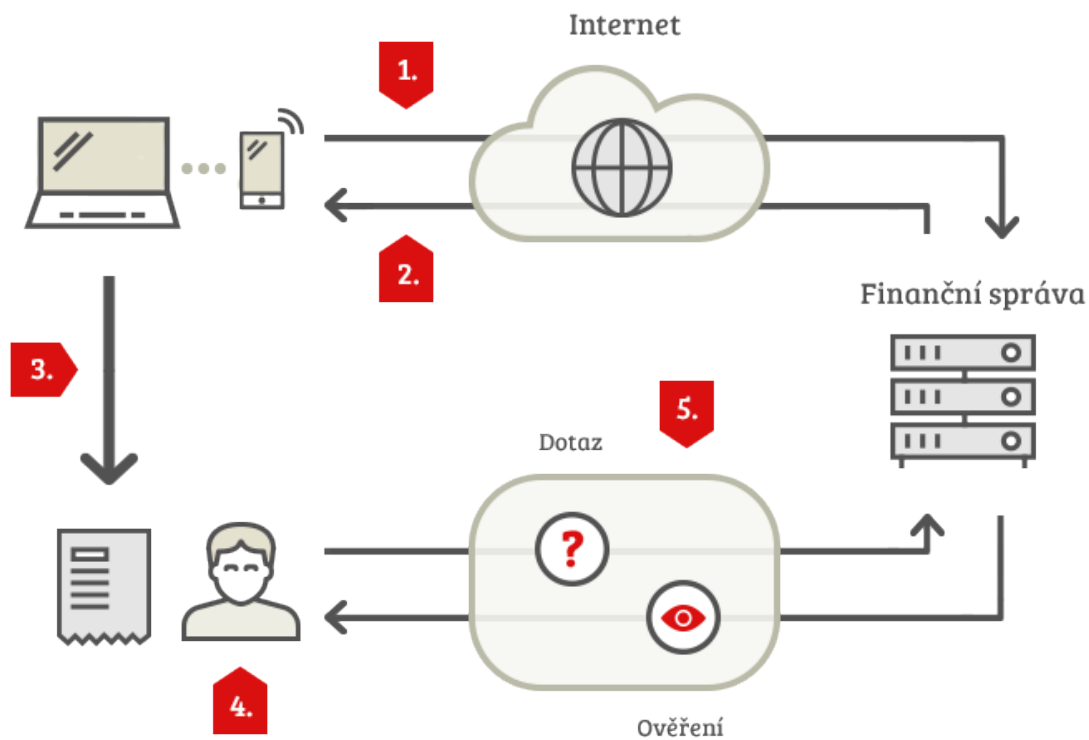 Internet
1.
2.
Finanční správa
3.
5.
Dotaz
?
4.
Ověření